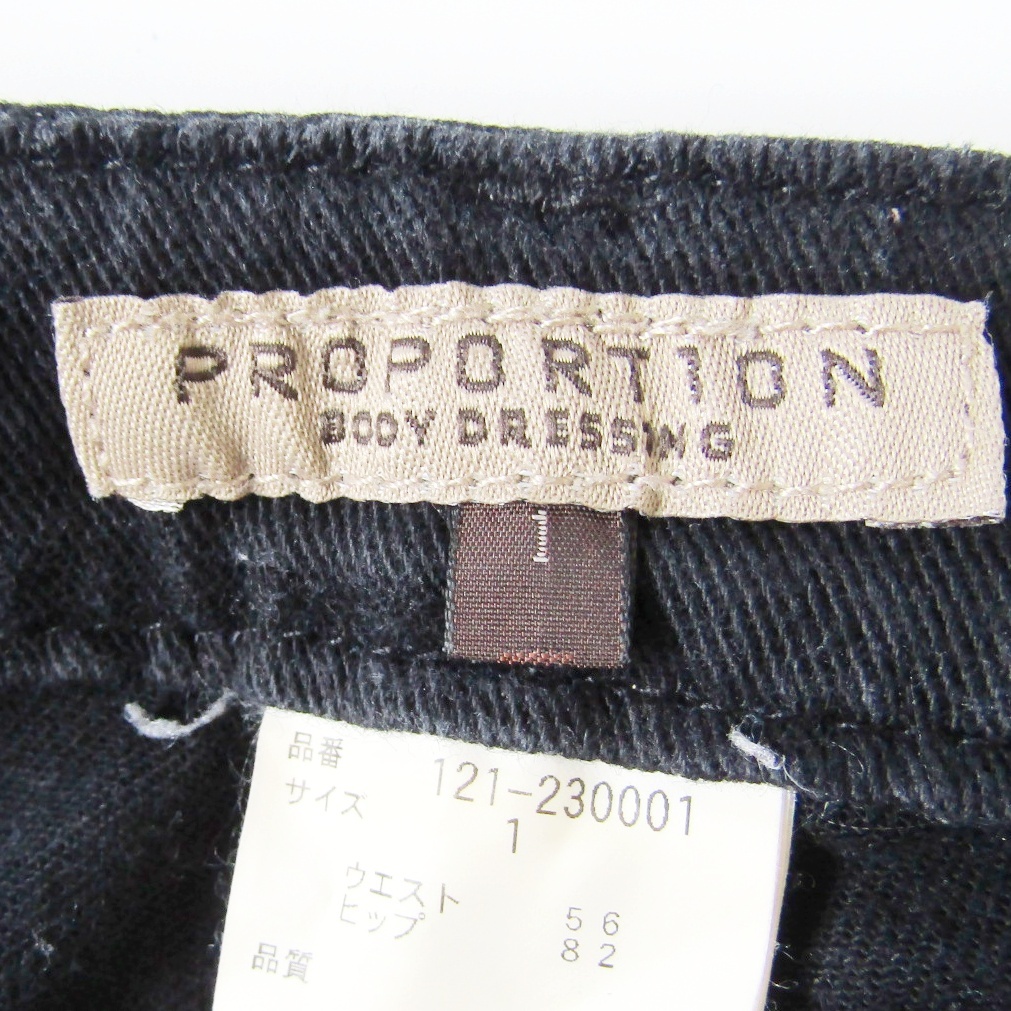 PROPORTION
BODY DRESSING
1
品番 121-230001
サイズ 1
ウエスト 56
ヒップ 82
品質